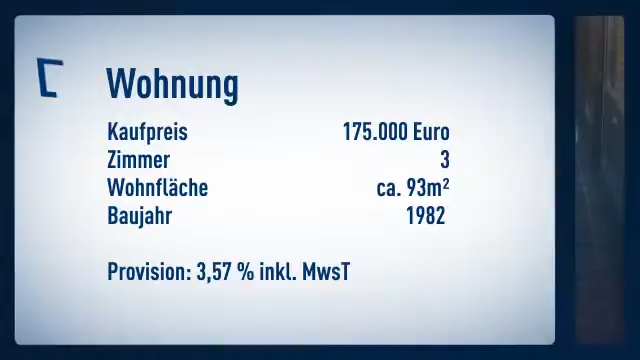 Wohnung
Kaufpreis 175.000 Euro
Zimmer 3
Wohnfläche ca. 93m²
Baujahr 1982
Provision: 3,57 % inkl. MwsT